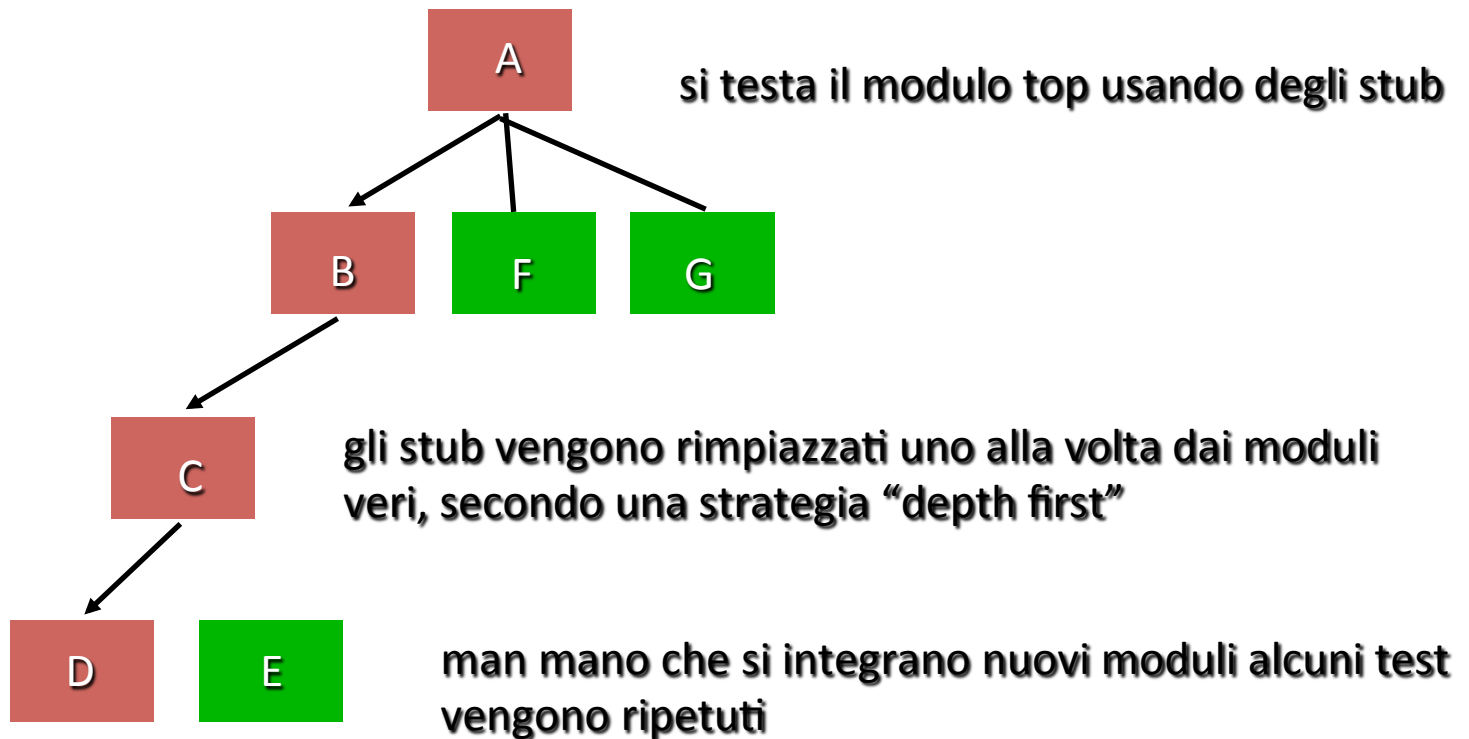 A
si testa il modulo top usando degli stub
B
F
G
C
gli stub vengono rimpiazzati uno alla volta dai moduli
veri, secondo una strategia “depth first”
D
E
man mano che si integrano nuovi moduli alcuni test
vengono ripetuti